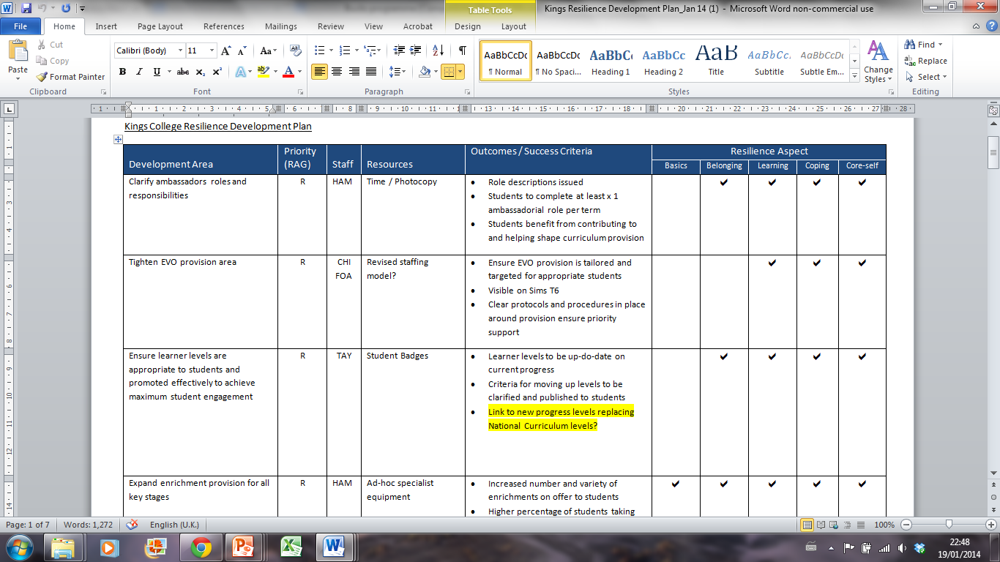 Table Tools
Kings Resilience Development Plan_Jan 14 (1) - Microsoft Word non-commercial use
File Home Insert Page Layout References Mailings Review View Acrobat Design Layout
Paste
Cut
Copy
Format Painter
Clipboard
Calibri (Body) 11
Font
Paragraph
AaBbCcDc AaBbCcDc AaBbCc AaBbCc AaB AaBbCc. AaBbCcDc
¶ Normal ¶ No Spaci... Heading 1 Heading 2 Title Subtitle Subtle Em...
Styles
Change
Styles
Find
Replace
Select
Editing
Kings College Resilience Development Plan
Development Area
Priority
(RAG)
Staff
Resources
Outcomes / Success Criteria
Resilience Aspect
Basics Belonging Learning Coping Core-self
Clarify ambassadors roles and
responsibilities
R
HAM
Time / Photocopy
• Role descriptions issued
• Students to complete at least x 1
ambassadorial role per term
• Students benefit from contributing to
and helping shape curriculum provision
✔ ✔ ✔ ✔
Tighten EVO provision area
R
CHI
FOA
Revised staffing
model?
• Ensure EVO provision is tailored and
targeted for appropriate students
• Visible on Sims T6
• Clear protocols and procedures in place
around provision ensure priority
support
✔ ✔ ✔
Ensure learner levels are
appropriate to students and
promoted effectively to achieve
maximum student engagement
R
TAY
Student Badges
• Learner levels to be up-do-date on
current progress
• Criteria for moving up levels to be
clarified and published to students
• Link to new progress levels replacing
National Curriculum levels?
✔ ✔ ✔ ✔
Expand enrichment provision for all
key stages
R
HAM
Ad-hoc specialist
equipment
• Increased number and variety of
enrichments on offer to students
• Higher percentage of students taking
✔ ✔ ✔ ✔ ✔
Page: 1 of 7 Words: 1,272 English (U.K.) 100%
22:48
19/01/2014